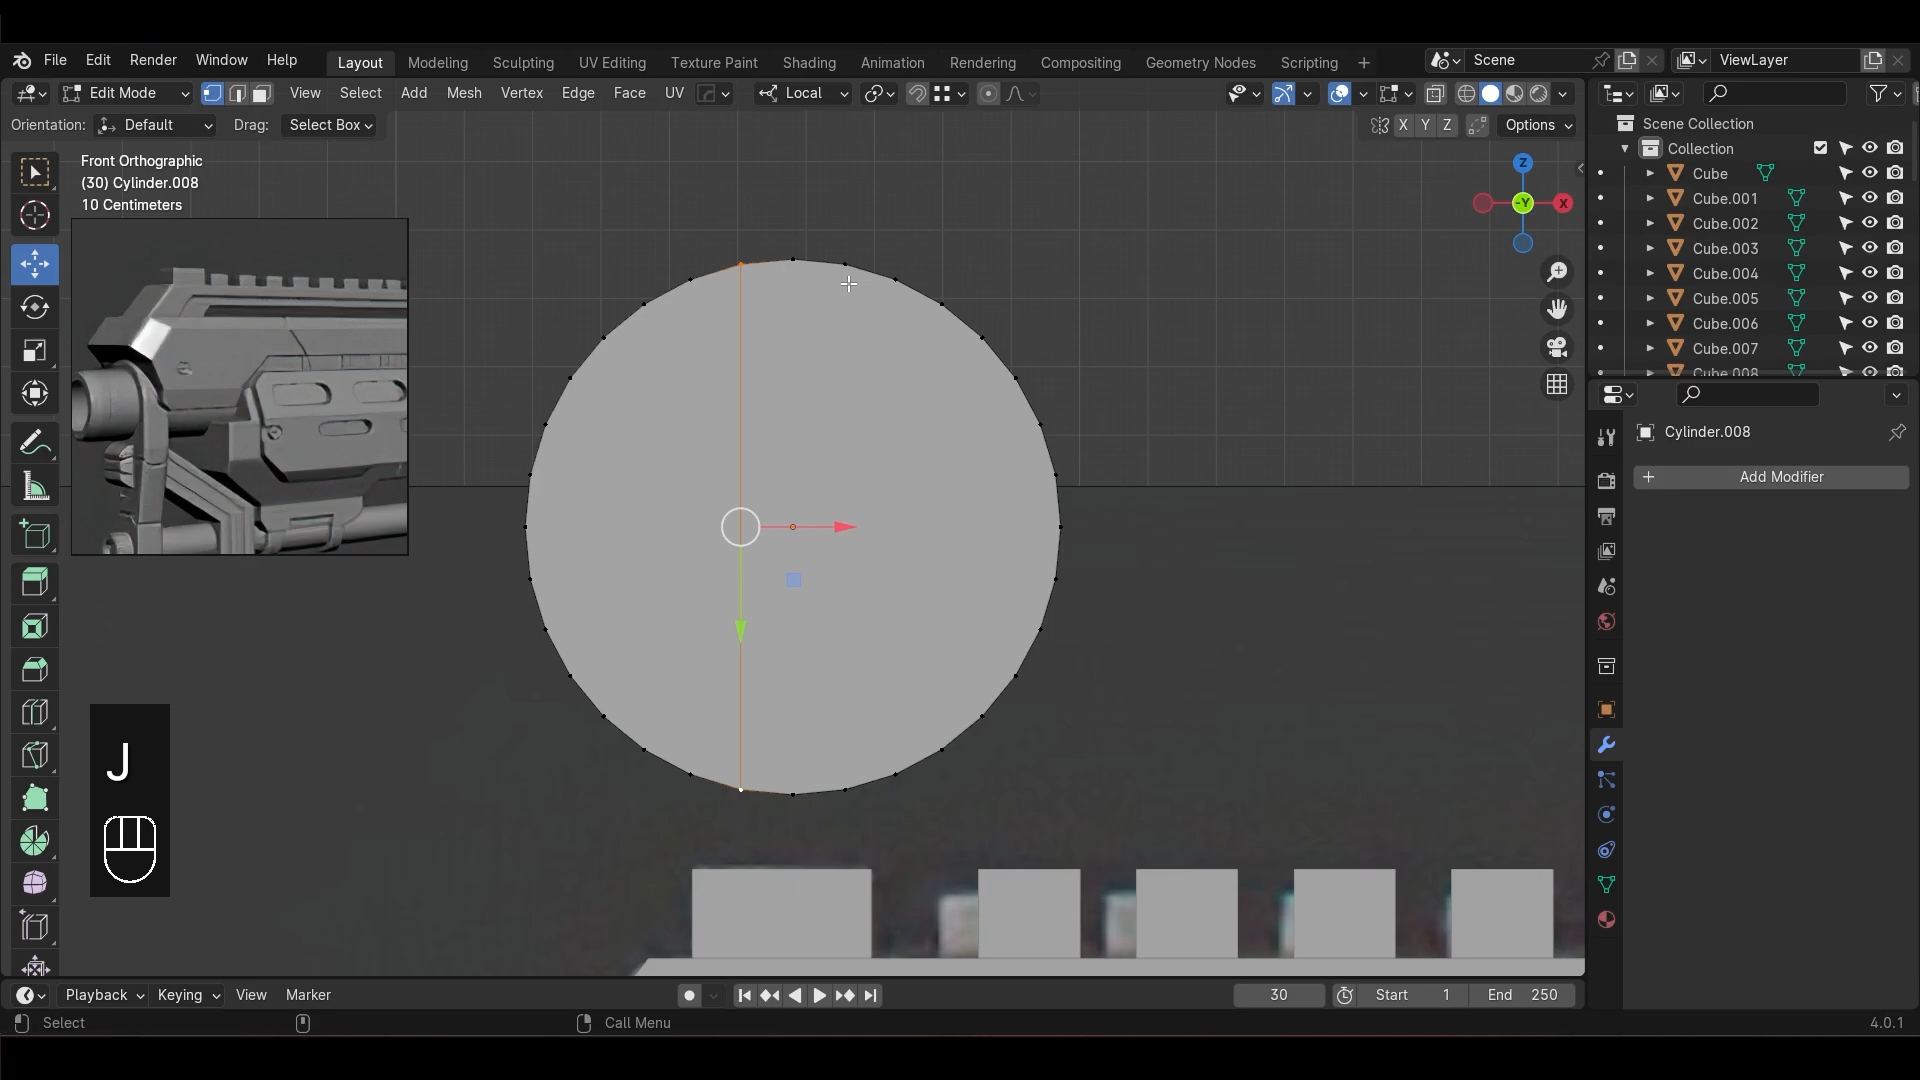 File Edit Render Window Help Layout Modeling Sculpting UV Editing Texture Paint Shading Animation Rendering Compositing Geometry Nodes Scripting + Scene ViewLayer
Edit Mode View Select Add Mesh Vertex Edge Face UV Local
Orientation: Default Drag: Select Box X Y Z Options
Front Orthographic
(30) Cylinder.008
10 Centimeters
Z
-Y
X
J
Scene Collection
Collection
Cube
Cube.001
Cube.002
Cube.003
Cube.004
Cube.005
Cube.006
Cube.007
Cube.008
Cylinder.008
+ Add Modifier
Playback Keying View Marker 30 Start 1 End 250
Select Call Menu 4.0.1